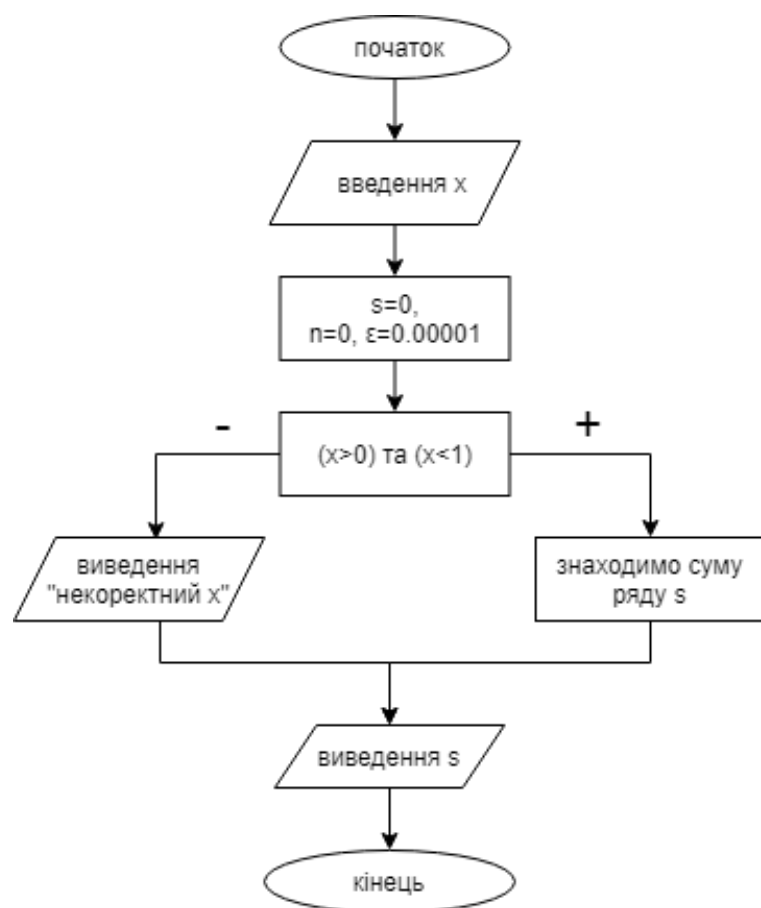 початок
введення x
s=0,
n=0, ε=0.00001
-
+
(x>0) та (x<1)
виведення
"некоректний x"
знаходимо суму
ряду s
виведення s
кінець